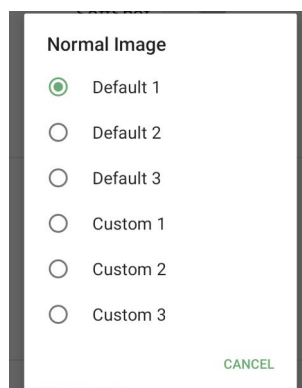 Normal Image
Default 1
Default 2
Default 3
Custom 1
Custom 2
Custom 3
CANCEL